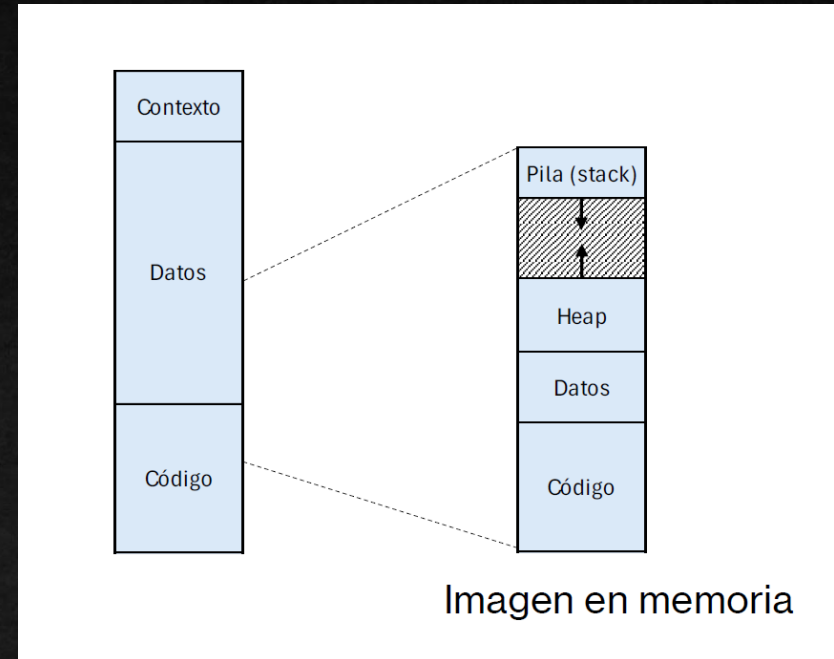 Contexto
Datos
Código
Pila (stack)
Heap
Datos
Código
Imagen en memoria